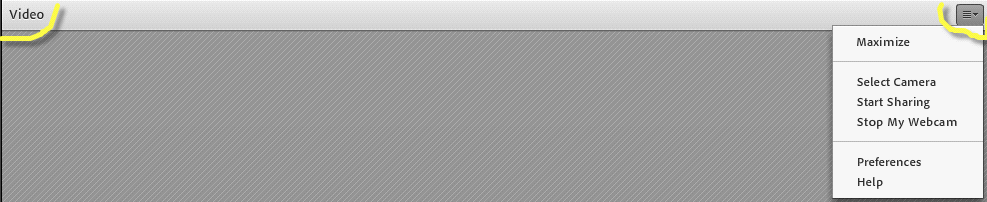 Video
Maximize
Select Camera
Start Sharing
Stop My Webcam
Preferences
Help